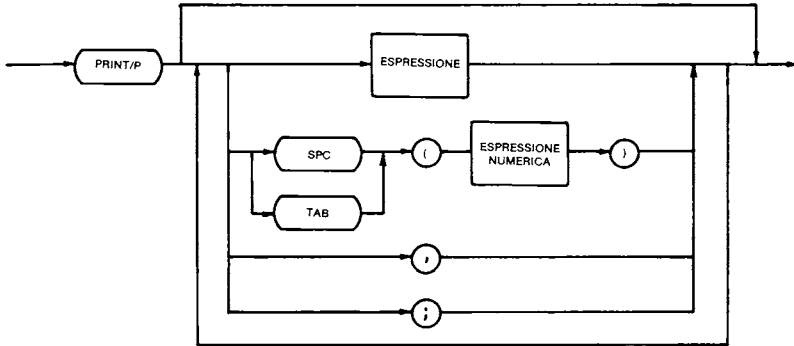 PRINT/P
ESPRESSIONE
SPC
(
ESPRESSIONE
NUMERICA
)
TAB
,
;